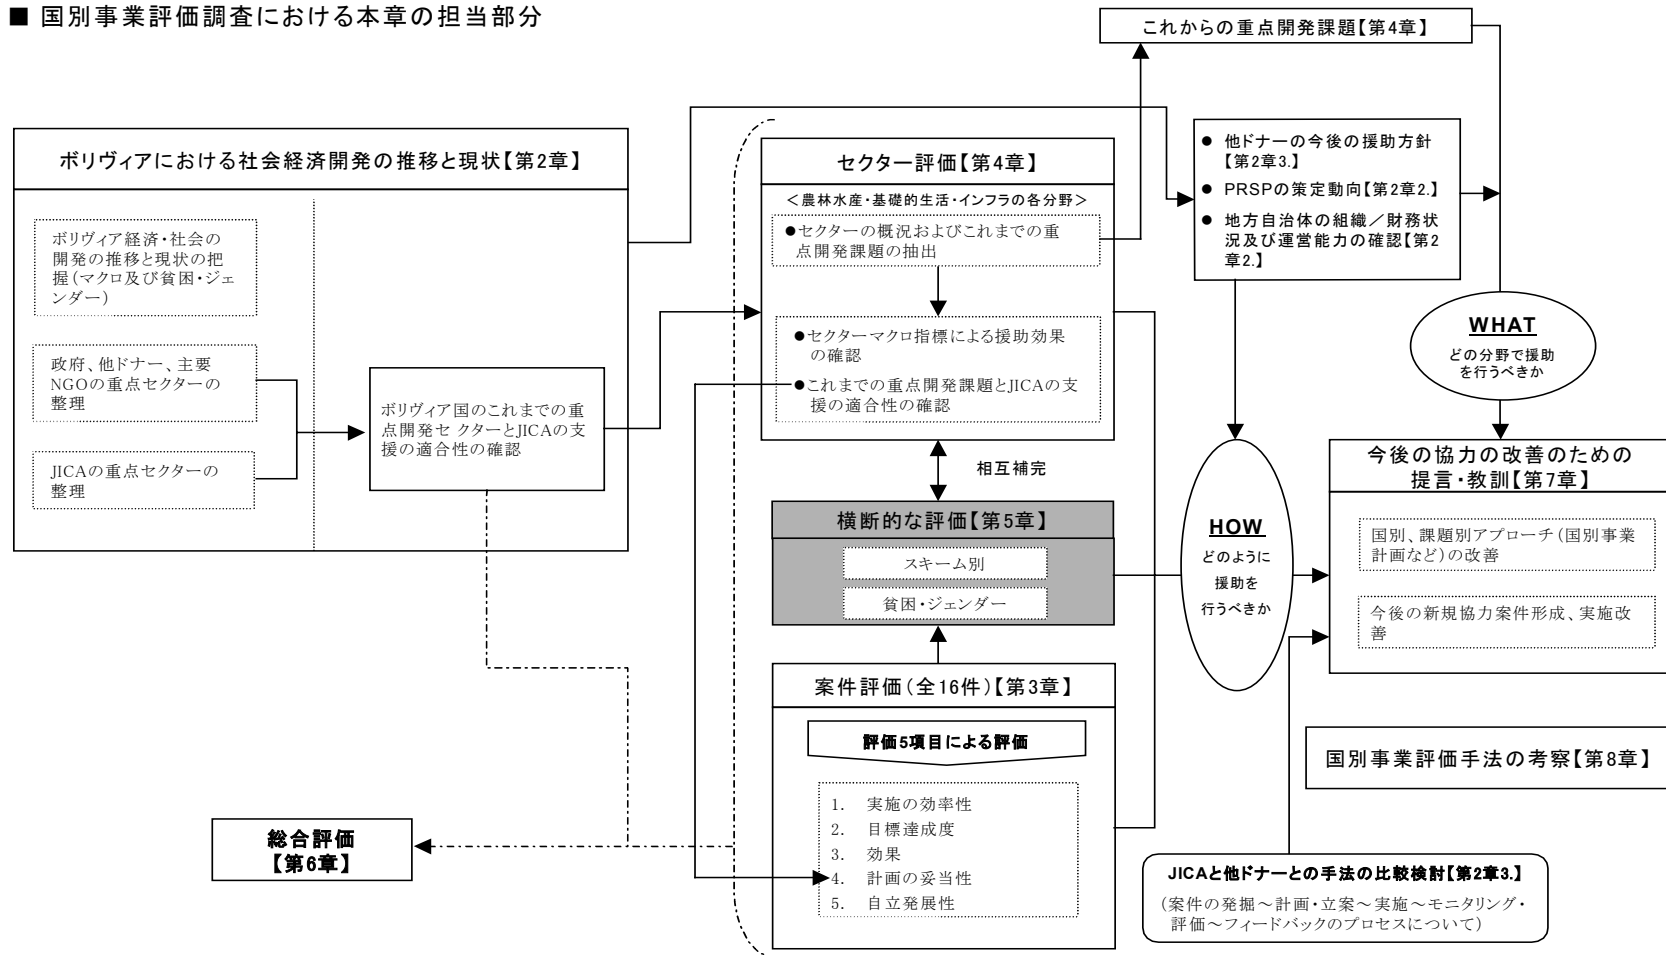 ■ 国別事業評価調査における本章の担当部分
これからの重点開発課題【第4章】
ボリヴィアにおける社会経済開発の推移と現状【第2章】
ボリヴィア経済・社会の
開発の推移と現状の把
握（マクロ及び貧困・ジェ
ンダー）
政府、他ドナー、主要
NGOの重点セクターの
整理
JICAの重点セクターの
整理
ボリヴィア国のこれまでの重
点開発セ クターとJICAの支
援の適合性の確認
セクター評価【第4章】
＜農林水産・基礎的生活・インフラの各分野＞
●セクターの概況およびこれまでの重
点開発課題の抽出
●セクターマクロ指標による援助効果
の確認
●これまでの重点開発課題とJICAの支
援の適合性の確認
相互補完
横断的な評価【第5章】
スキーム別
貧困・ジェンダー
案件評価（全16件）【第3章】
評価5項目による評価
1. 実施の効率性
2. 目標達成度
3. 効果
4. 計画の妥当性
5. 自立発展性
総合評価
【第6章】
● 他ドナーの今後の援助方針
【第2章3.】
● PRSPの策定動向【第2章2.】
● 地方自治体の組織／財務状
況及び運営能力の確認【第2
章2.】
WHAT
どの分野で援助
を行うべきか
HOW
どのように
援助を
行うべきか
今後の協力の改善のための
提言・教訓【第7章】
国別、課題別アプローチ（国別事業
計画など）の改善
今後の新規協力案件形成、実施改
善
国別事業評価手法の考察【第8章】
JICAと他ドナーとの手法の比較検討【第2章3.】
（案件の発掘～計画・立案～実施～モニタリング・
評価～フィードバックのプロセスについて）